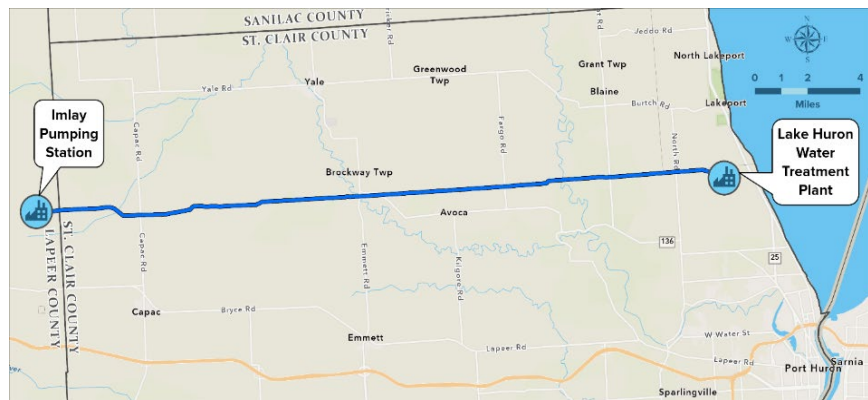 SANILAC COUNTY
ST. CLAIR COUNTY
Jeddo Rd
North Lakeport
N
W
E
S
Greenwood
Twp
Grant Twp
Yale Rd
Yale
Blaine
Burtch Rd
Lakeport
0 1 2 4
Miles
Imlay
Pumping
Station
Capac Rd
Fargo Rd
North Rd
Lake Huron
Water
Treatment
Plant
Brockway Twp
Avoca
136
25
ST. CLAIR COUNTY
LAPEER COUNTY
Capac Rd
Emmett Rd
Kilgore Rd
Capac
Bryce Rd
Emmett
Lapeer Rd
W Water St
Lapeer Rd
Port Huron
Sarnia
Sparlingville